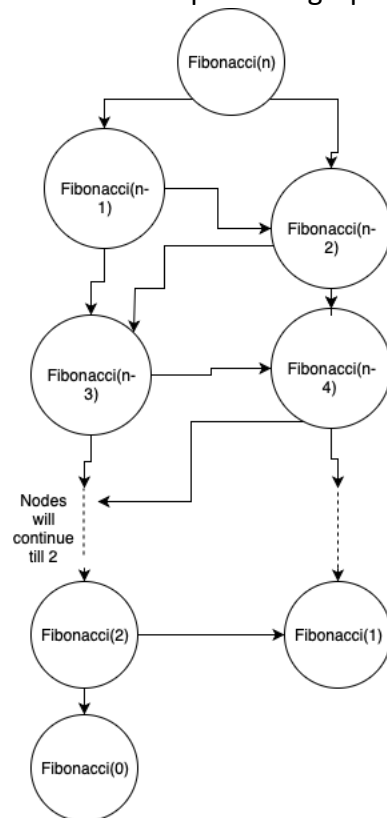 Fibonacci(n)
Fibonacci(n-
1)
Fibonacci(n-
2)
Fibonacci(n-
3)
Fibonacci(n-
4)
Nodes
will
continue
till 2
Fibonacci(2)
Fibonacci(1)
Fibonacci(0)